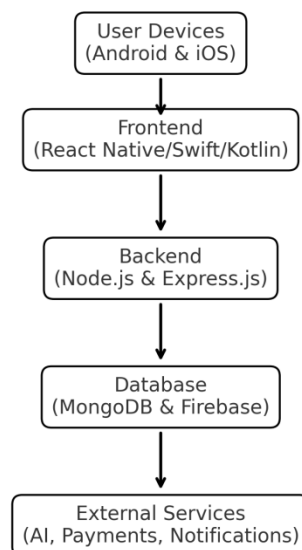 User Devices
(Android & iOS)
Frontend
(React Native/Swift/Kotlin)
Backend
(Node.js & Express.js)
Database
(MongoDB & Firebase)
External Services
(AI, Payments, Notifications)